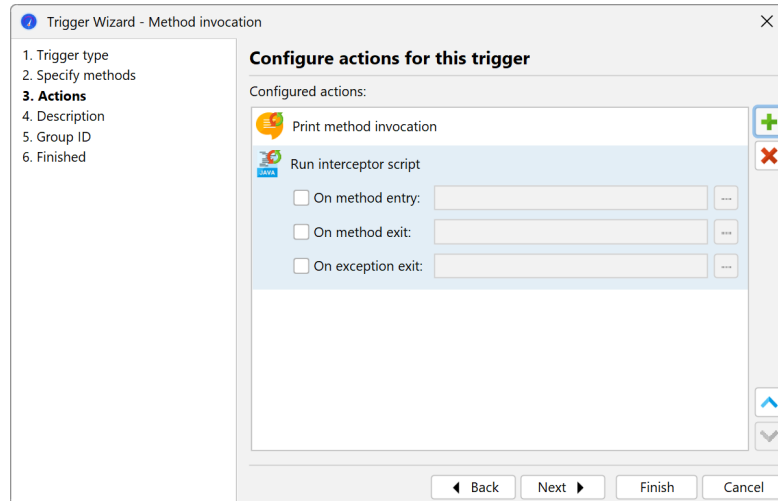 Trigger Wizard - Method invocation
1. Trigger type
2. Specify methods
3. Actions
4. Description
5. Group ID
6. Finished
Configure actions for this trigger
Configured actions:
Print method invocation
JAVA
Run interceptor script
On method entry:
...
On method exit:
...
On exception exit:
...
Back
Next
Finish
Cancel